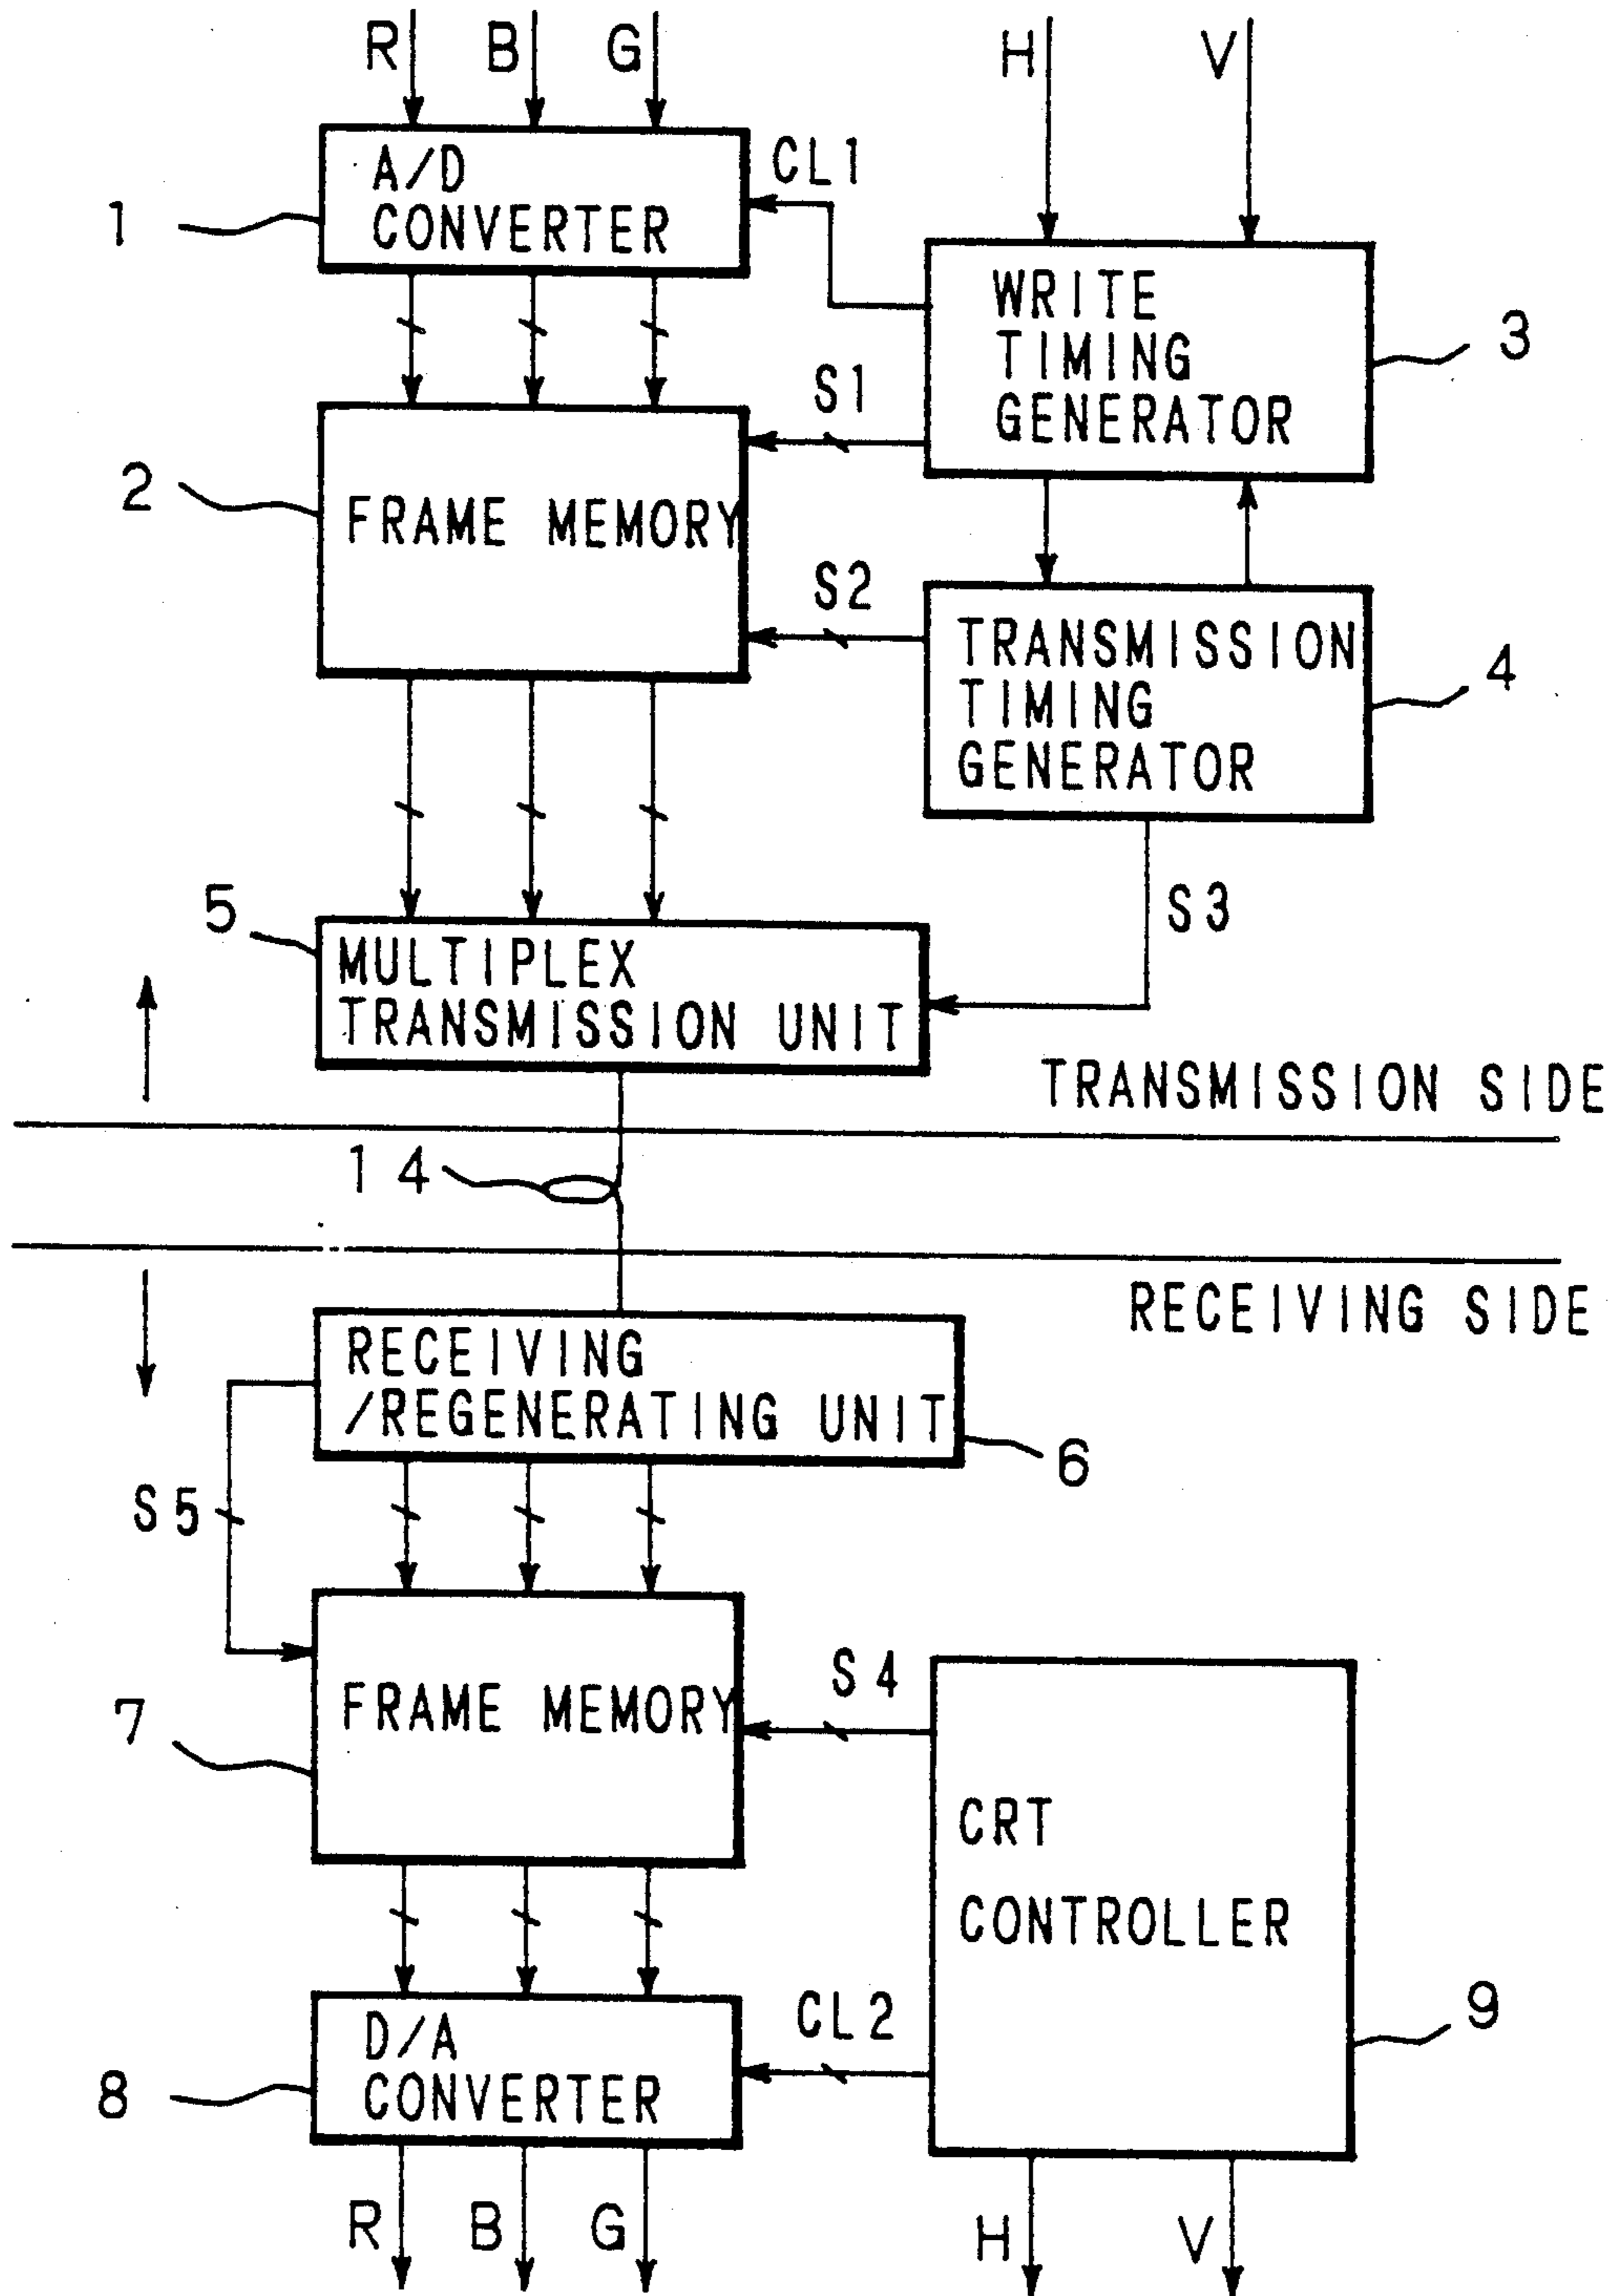 R B G H V
A/D
CONVERTER
CL1
1
WRITE
TIMING
GENERATOR
3
S1
2
FRAME MEMORY
S2
TRANSMISSION
TIMING
GENERATOR
4
S3
5
MULTIPLEX
TRANSMISSION UNIT
TRANSMISSION SIDE
14
RECEIVING SIDE
RECEIVING
/REGENERATING UNIT
6
S5
FRAME MEMORY
7
S4
CRT
CONTROLLER
9
CL2
D/A
CONVERTER
8
R B G H V